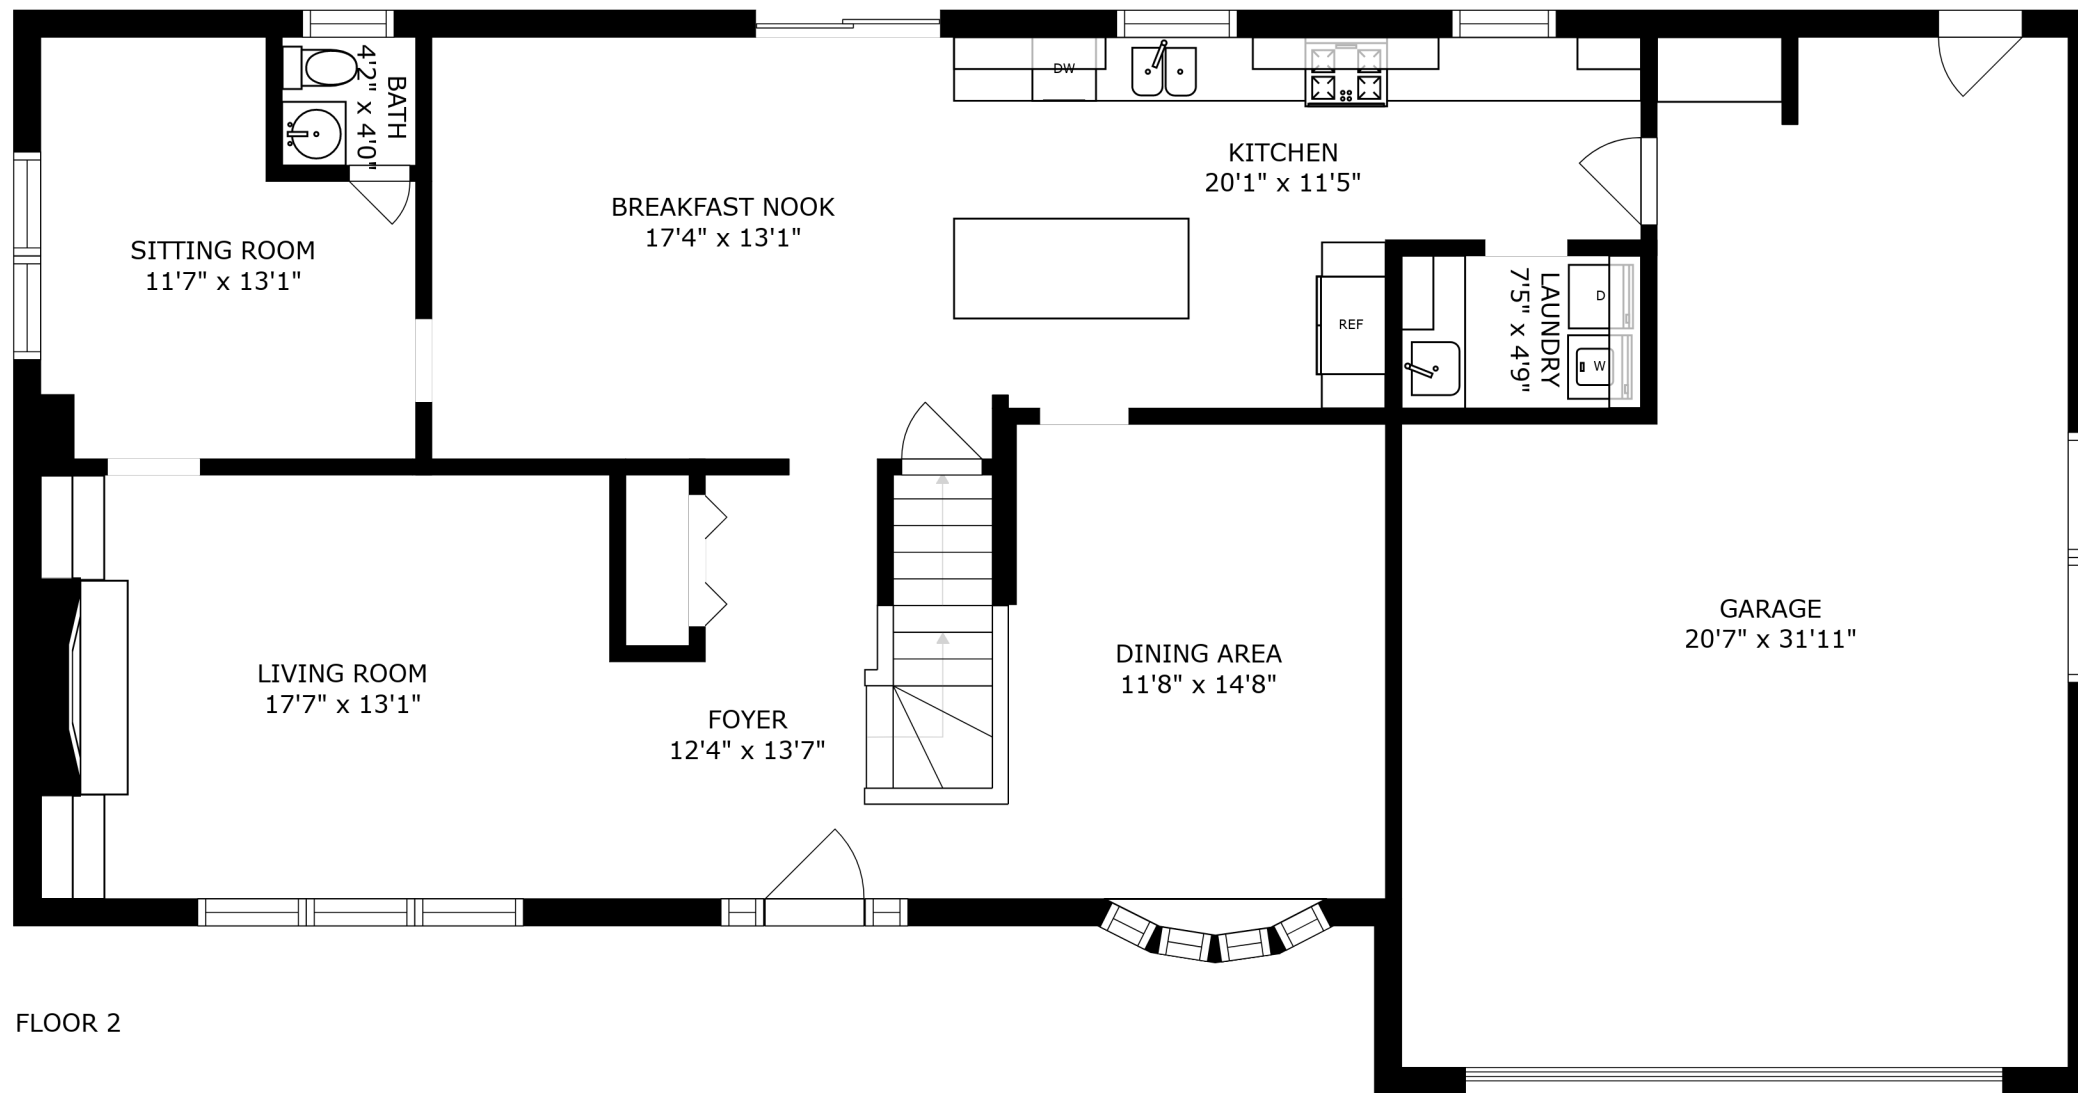 BATH
4'2" x 4'0"
DW
KITCHEN
20'1" x 11'5"
BREAKFAST NOOK
17'4" x 13'1"
SITTING ROOM
11'7" x 13'1"
LAUNDRY
7'5" x 4'9"
D
W
REF
GARAGE
20'7" x 31'11"
DINING AREA
11'8" x 14'8"
LIVING ROOM
17'7" x 13'1"
FOYER
12'4" x 13'7"
FLOOR 2